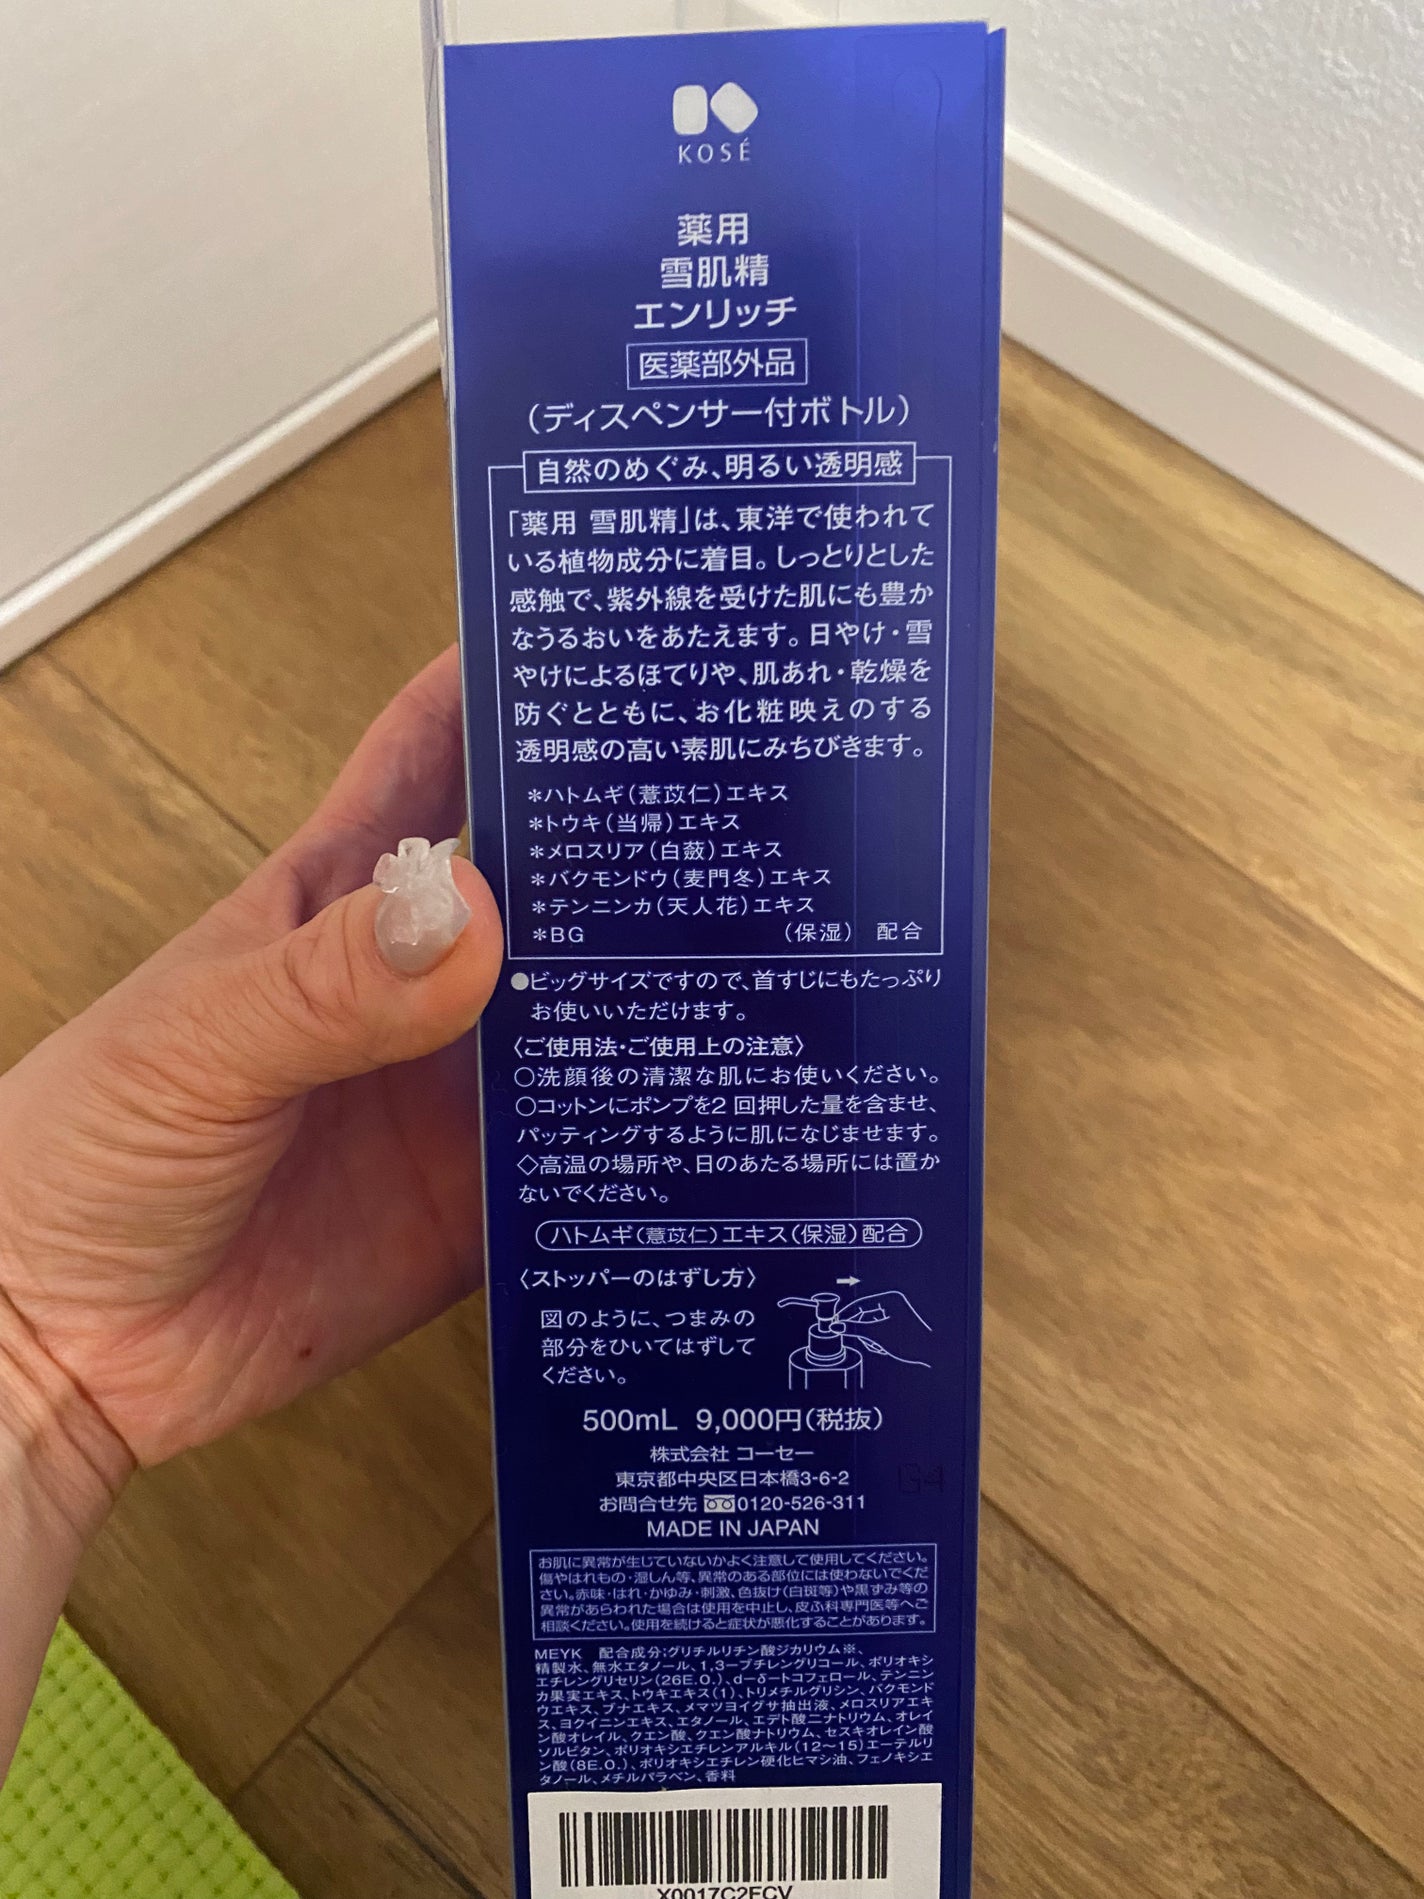 KOSÉ
薬用
雪肌精
エンリッチ
医薬部外品
（ディスペンサー付ボトル）
自然のめぐみ、明るい透明感
「薬用 雪肌精」は、東洋で使われて
いる植物成分に着目。しっとりとした
感触で、紫外線を受けた肌にも豊か
なうるおいをあたえます。日やけ・雪
やけによるほてりや、肌あれ・乾燥を
防ぐとともに、お化粧映えのする
透明感の高い素肌にみちびきます。
＊ハトムギ（薏苡仁）エキス
＊トウキ（当帰）エキス
＊メロスリア（白蘞）エキス
＊バクモンドウ（麦門冬）エキス
＊テンニンカ（天人花）エキス
＊BG （保湿） 配合
●ビッグサイズですので、首すじにもたっぷり
お使いいただけます。
〈ご使用法・ご使用上の注意〉
○洗顔後の清潔な肌にお使いください。
○コットンにポンプを2回押した量を含ませ、
パッティングするように肌になじませます。
◇高温の場所や、日のあたる場所には置か
ないでください。
ハトムギ（薏苡仁）エキス（保湿）配合
〈ストッパーのはずし方〉
図のように、つまみの
部分をひいてはずして
ください。
500mL 9,000円（税抜）
株式会社 コーセー
東京都中央区日本橋3-6-2
お問合せ先 0120-526-311
MADE IN JAPAN
お肌に異常が生じていないかよく注意して使用してください。
傷やはれもの・湿しん等、異常のある部位には使わないでくだ
さい。赤味・はれ・かゆみ・刺激、色抜け（白斑等）や黒ずみ等の
異常があらわれた場合は使用を中止し、皮ふ科専門医等へご
相談ください。使用を続けると症状が悪化することがあります。
MEYK 配合成分：グリチルリチン酸ジカリウム※、
精製水、無水エタノール、1,3－ブチレングリコール、ポリオキシ
エチレングリセリン（26E.O.）、d－δ－トコフェロール、テンニン
カ果実エキス、トウキエキス（1）、トリメチルグリシン、バクモンド
ウエキス、ブナエキス、メマツヨイグサ抽出液、メロスリアエキ
ス、ヨクイニンエキス、エタノール、エデト酸二ナトリウム、オレイ
ン酸オレイル、クエン酸、クエン酸ナトリウム、セスキオレイン酸
ソルビタン、ポリオキシエチレンアルキル（12～15）エーテルリ
ン酸（8E.O.）、ポリオキシエチレン硬化ヒマシ油、フェノキシエ
タノール、メチルパラベン、香料
X0017C2FCV